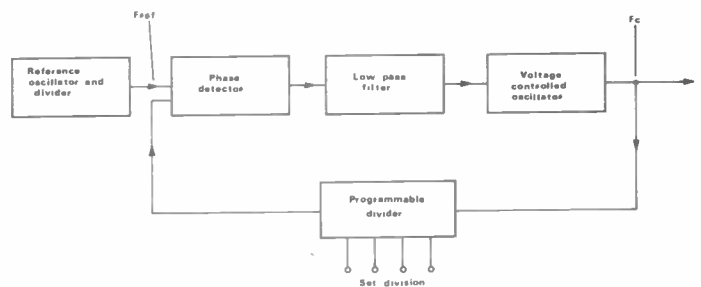 Fref
Fc
Reference
oscillator and
divider
Phase
detector
Low pass
filter
Voltage
controlled
oscillator
Programmable
divider
Set division